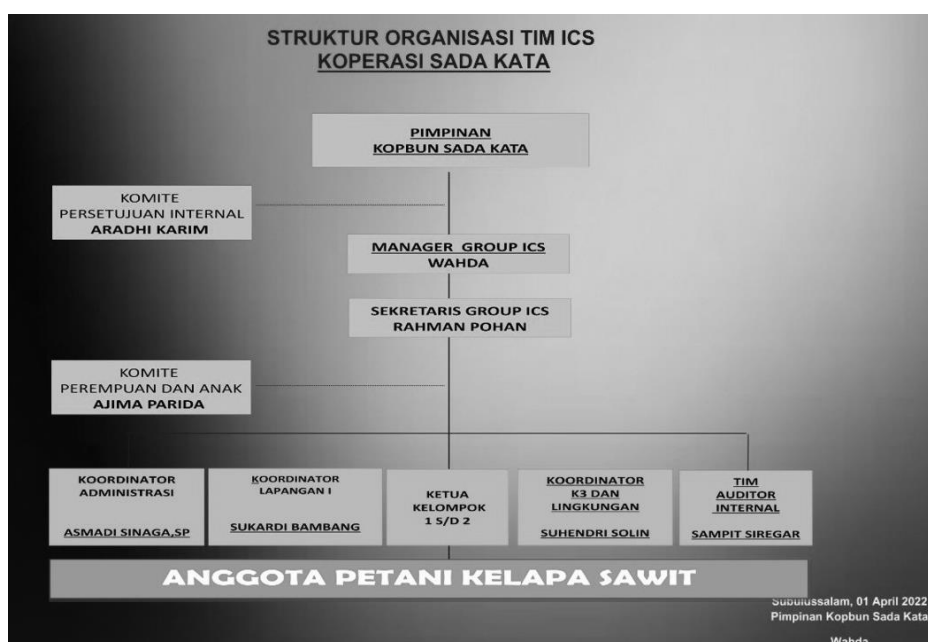 STRUKTUR ORGANISASI TIM ICS
KOPERASI SADA KATA
PIMPINAN
KOPBUN SADA KATA
KOMITE
PERSETUJUAN INTERNAL
ARADHI KARIM
MANAGER GROUP ICS
WAHDA
SEKRETARIS GROUP ICS
RAHMAN POHAN
KOMITE
PEREMPUAN DAN ANAK
AJIMA PARIDA
KOORDINATOR
ADMINISTRASI
ASMADI SINAGA,SP
KOORDINATOR
LAPANGAN I
SUKARDI BAMBANG
KETUA
KELOMPOK
1 S/D 2
KOORDINATOR
K3 DAN
LINGKUNGAN
SUHENDRI SOLIN
TIM
AUDITOR
INTERNAL
SAMPIT SIREGAR
ANGGOTA PETANI KELAPA SAWIT
Subulussalam, 01 April 2022
Pimpinan Kopbun Sada Kata
Wahda